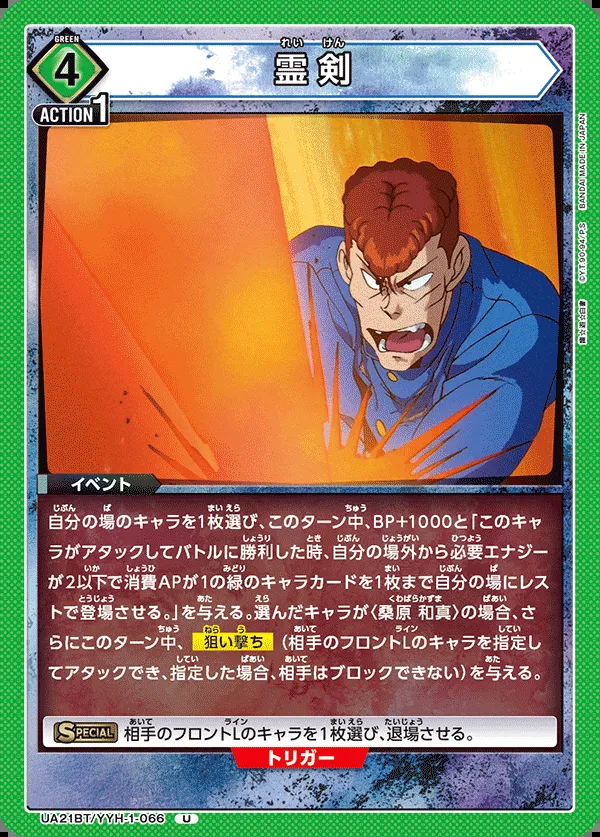 GREEN
4
ACTION 1
れい けん
霊剣
©Y.T.90-94/P,S BANDAI MADE IN JAPAN
幽☆遊☆白書
イベント
自分の場のキャラを1枚選び、このターン中、BP+1000と「このキャ
ラがアタックしてバトルに勝利した時、自分の場外から必要エナジー
が2以下で消費APが1の緑のキャラカードを1枚まで自分の場にレス
トで登場させる。」を与える。選んだキャラが〈桑原 和真〉の場合、さ
らにこのターン中、 狙い撃ち (相手のフロントLのキャラを指定し
てアタックでき、指定した場合、相手はブロックできない)を与える。
SPECIAL 相手のフロントLのキャラを1枚選び、退場させる。
トリガー
UA21BT/YYH-1-066 U